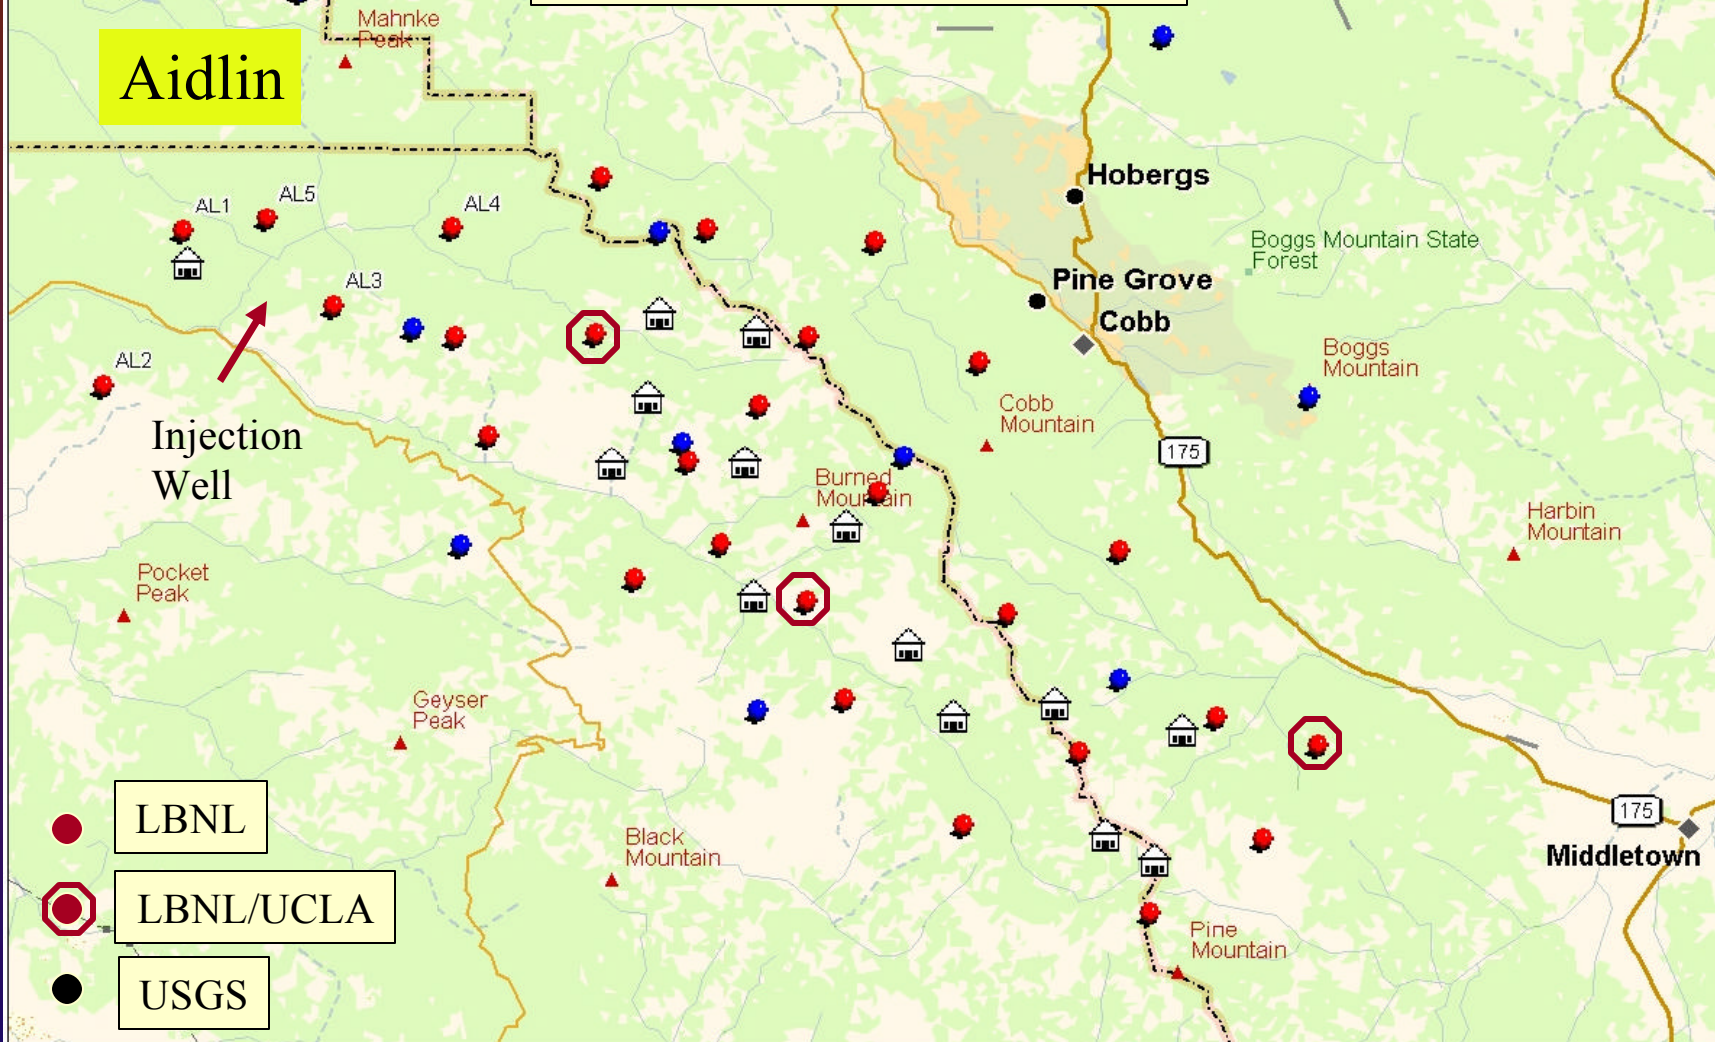 Mahnke
Peak
Aidlin
Hobergs
AL1
AL5
AL4
Boggs Mountain State
Forest
Pine Grove
AL3
Cobb
AL2
Boggs
Mountain
Cobb
Mountain
Injection
Well
175
Burned
Mountain
Harbin
Mountain
Pocket
Peak
Geyser
Peak
LBNL
175
Black
Mountain
Middletown
LBNL/UCLA
Pine
Mountain
USGS